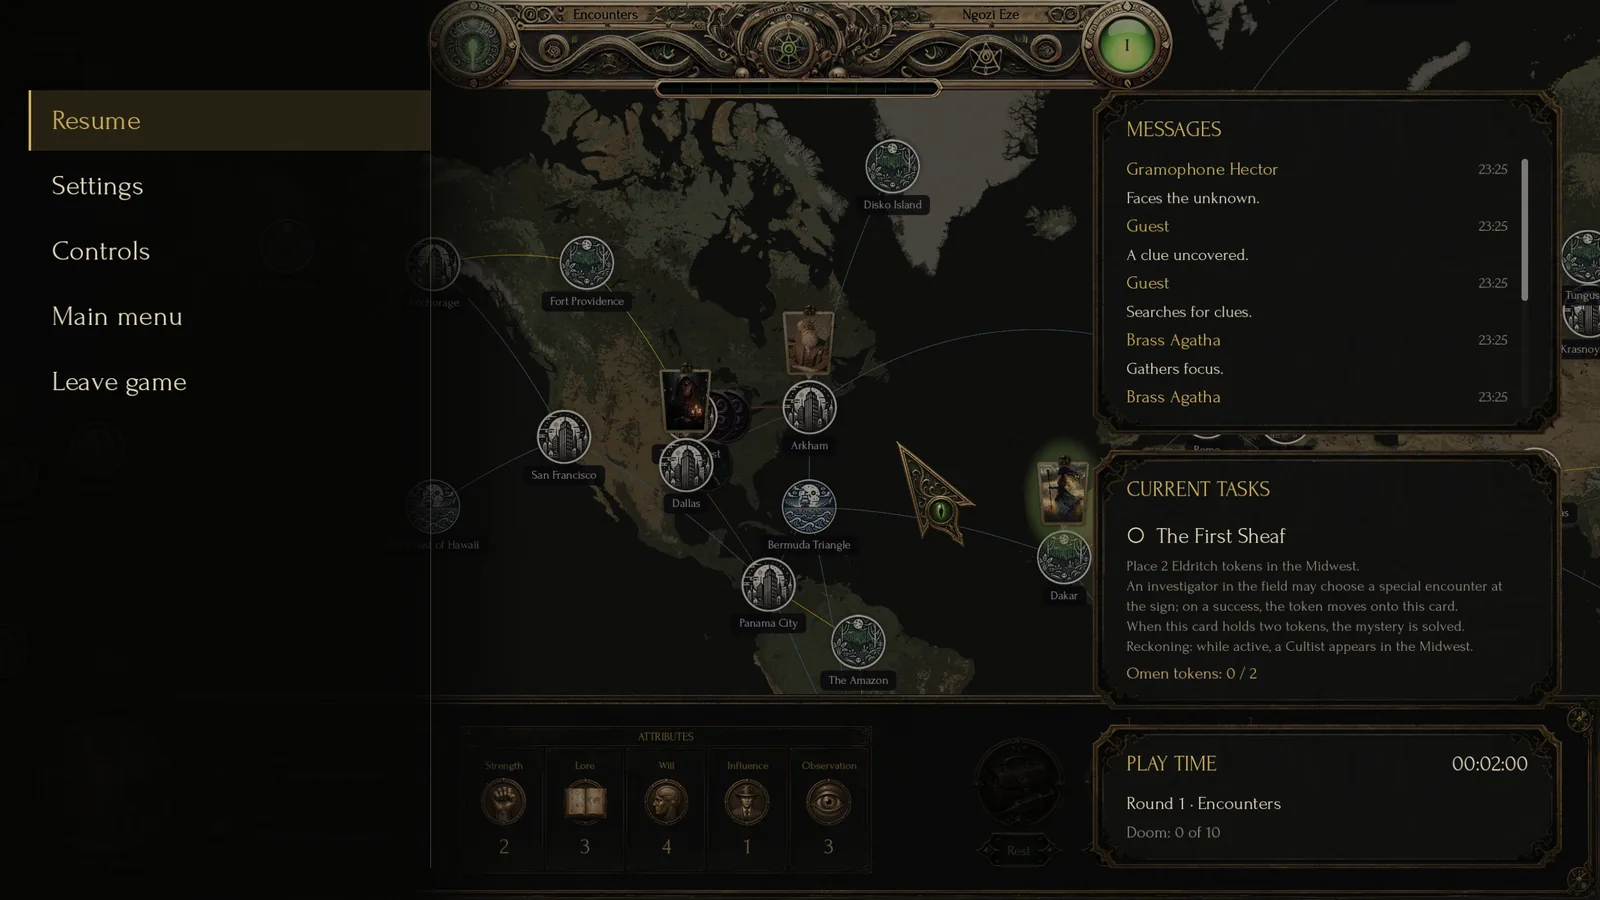 Encounters
Ngozi Eze
I
Resume
Settings
Controls
Main menu
Leave game
Disko Island
Fort Providence
Arkham
San Francisco
Dallas
Bermuda Triangle
Panama City
The Amazon
Dakar
MESSAGES
Gramophone Hector 23:25
Faces the unknown.
Guest 23:25
A clue uncovered.
Guest 23:25
Searches for clues.
Brass Agatha 23:25
Gathers focus.
Brass Agatha 23:25
CURRENT TASKS
The First Sheaf
Place 2 Eldritch tokens in the Midwest.
An investigator in the field may choose a special encounter at
the sign; on a success, the token moves onto this card.
When this card holds two tokens, the mystery is solved.
Reckoning: while active, a Cultist appears in the Midwest.
Omen tokens: 0 / 2
ATTRIBUTES
Strength
Lore
Will
Influence
Observation
2
3
4
1
3
Rest
PLAY TIME 00:02:00
Round 1 · Encounters
Doom: 0 of 10